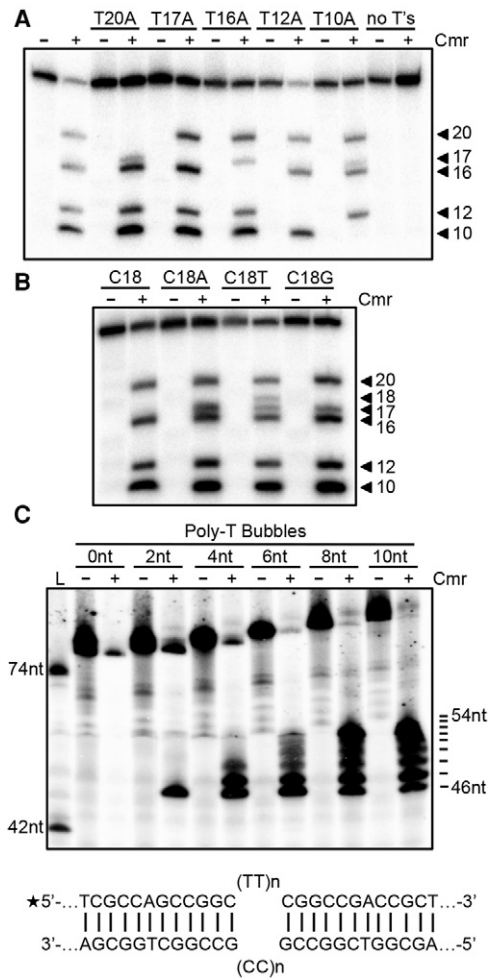 A
T20A T17A T16A T12A T10A no T's
– + – + – + – + – + – + – + Cmr
20
17
16
12
10
B
C18 C18A C18T C18G
– + – + – + – + Cmr
20
18
17
16
12
10
C
Poly-T Bubbles
0nt 2nt 4nt 6nt 8nt 10nt
L – + – + – + – + – + – + Cmr
74nt
54nt
46nt
42nt
(TT)n
★5'-...TCGCCAGCCGGC CGGCCGACCGCT...-3'
3'-...AGCGGTCGGCCG GCCGGCTGGCGA...-5'
(CC)n